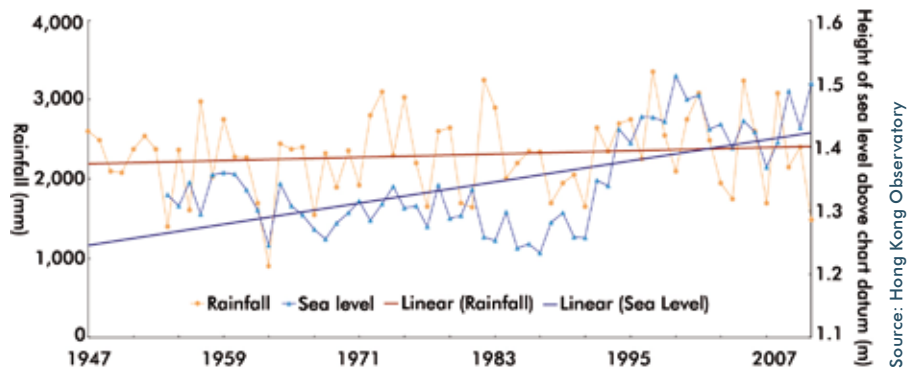 4,000
3,000
2,000
1,000
0
Rainfall (mm)
1.6
1.5
1.4
1.3
1.2
1.1
Height of sea level above chart datum (m)
Source: Hong Kong Observatory
Rainfall Sea level Linear (Rainfall) Linear (Sea Level)
1947 1959 1971 1983 1995 2007